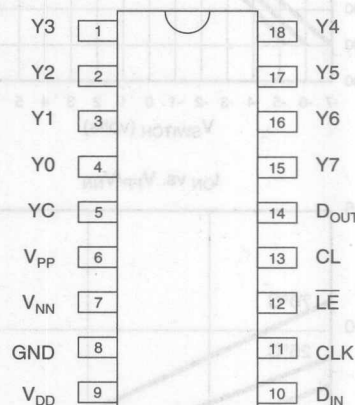 Y3 1 18 Y4
Y2 2 17 Y5
Y1 3 16 Y6
Y0 4 15 Y7
YC 5 14 DOUT
VPP 6 13 CL
VNN 7 12 L̅E̅
GND 8 11 CLK
VDD 9 10 DIN